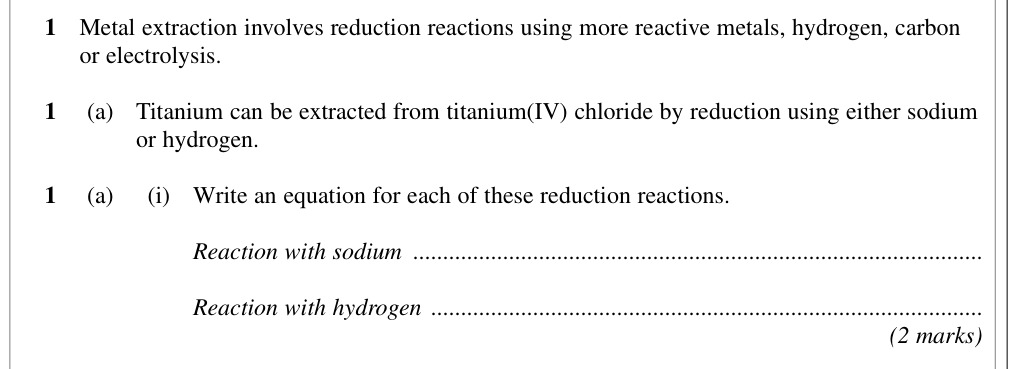 1 Metal extraction involves reduction reactions using more reactive metals, hydrogen, carbon
or electrolysis.
1 (a) Titanium can be extracted from titanium(IV) chloride by reduction using either sodium
or hydrogen.
1 (a) (i) Write an equation for each of these reduction reactions.
Reaction with sodium ................................................................................................
Reaction with hydrogen .............................................................................................
(2 marks)